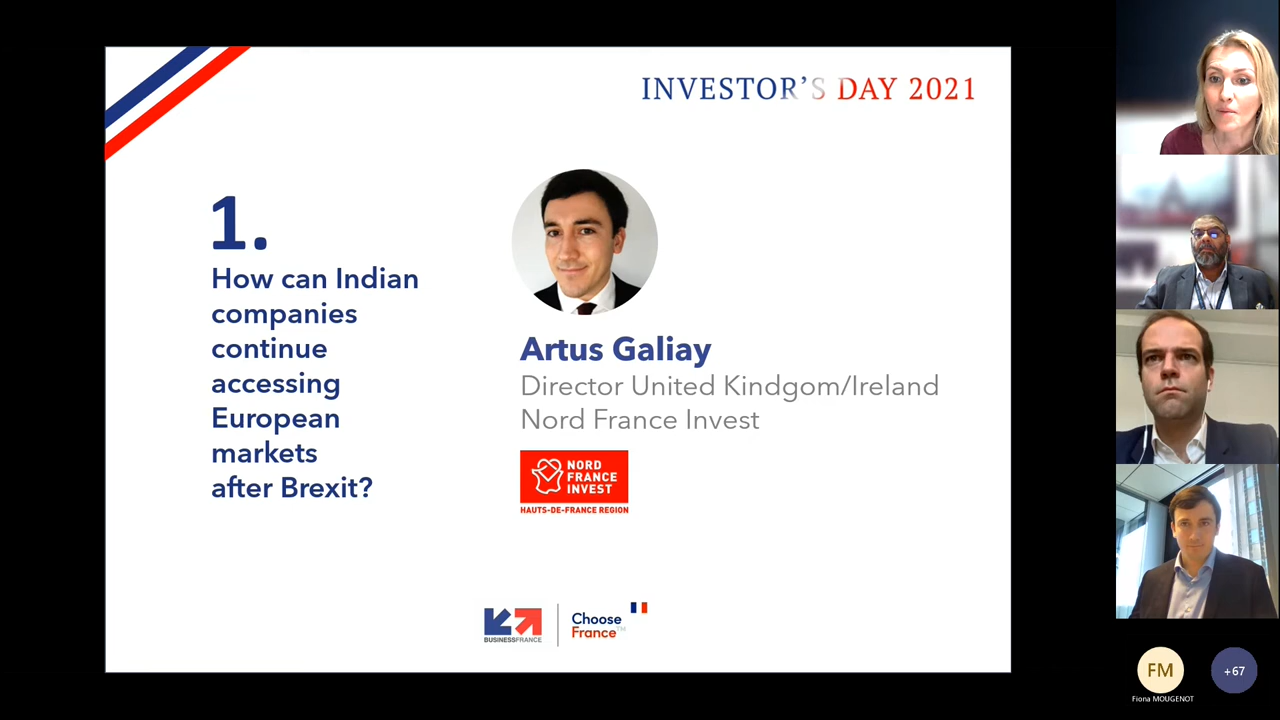 INVESTOR'S DAY 2021
1.
How can Indian
companies
continue
accessing
European
markets
after Brexit?
Artus Galiay
Director United Kindgom/Ireland
Nord France Invest
NORD
FRANCE
INVEST
HAUTS-DE-FRANCE REGION
BUSINESSFRANCE
Choose
France™
FM
+67
Fiona MOUGENOT